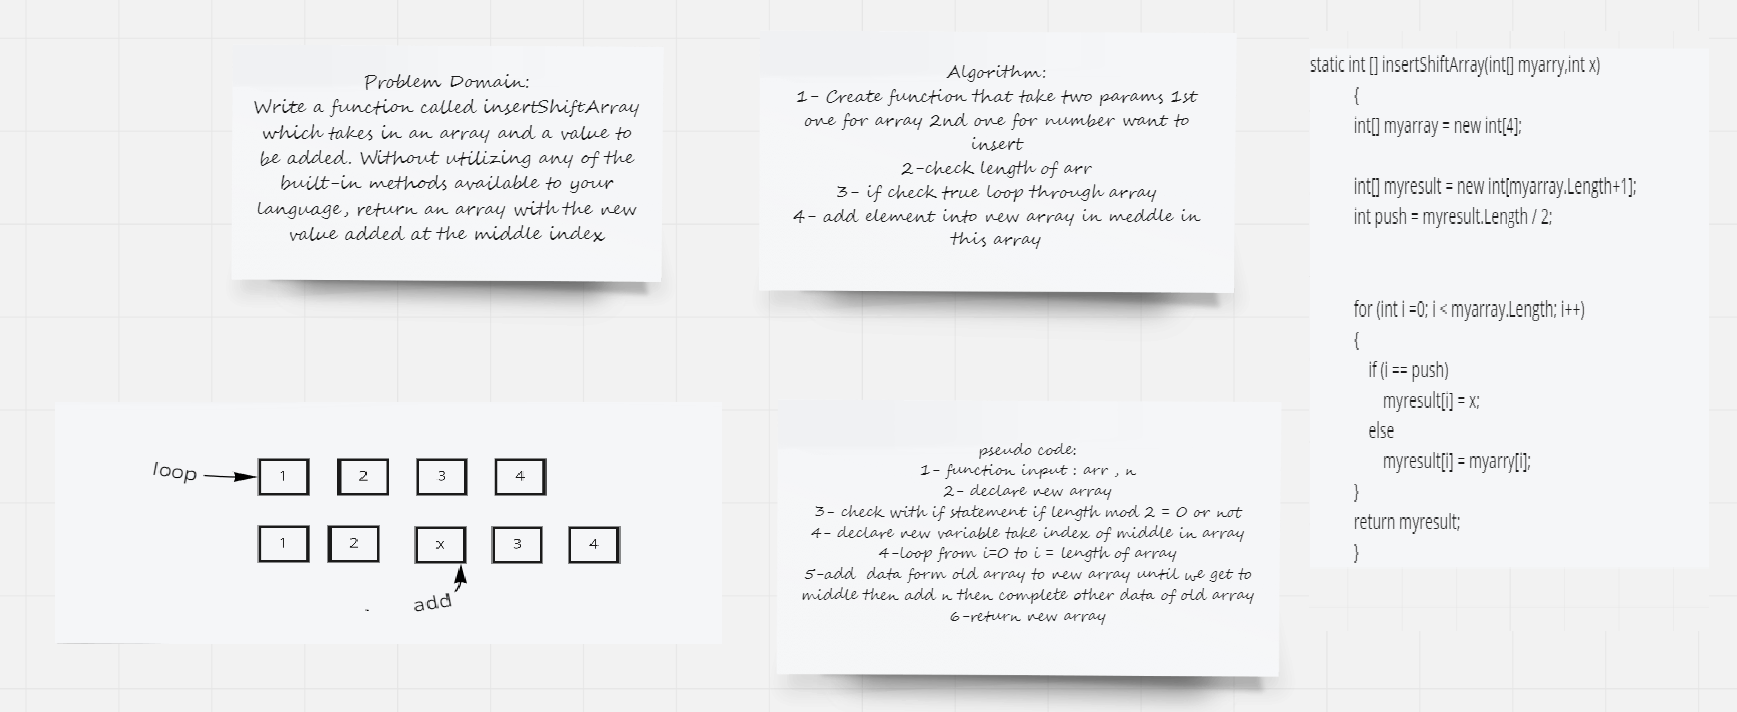 Problem Domain:
Write a function called insertShiftArray
which takes in an array and a value to
be added. Without utilizing any of the
built-in methods available to your
language, return an array with the new
value added at the middle index
Algorithm:
1- Create function that take two params 1st
one for array 2nd one for number want to
insert
2-check length of arr
3- if check true loop through array
4- add element into new array in meddle in
this array
static int [] insertShiftArray(int[] myarry,int x)
{
int[] myarray = new int[4];
int[] myresult = new int[myarray.Length+1];
int push = myresult.Length / 2;
for (int i =0; i < myarray.Length; i++)
{
if (i == push)
myresult[i] = x;
else
myresult[i] = myarry[i];
}
return myresult;
}
loop
1 2 3 4
1 2 x 3 4
add
pseudo code:
1- function input : arr , n
2- declare new array
3- check with if statement if length mod 2 = 0 or not
4- declare new variable take index of middle in array
4-loop from i=0 to i = length of array
5-add data form old array to new array until we get to
middle then add n then complete other data of old array
6-return new array